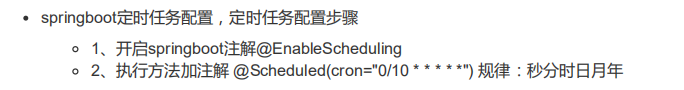 springboot定时任务配置，定时任务配置步骤
1、开启springboot注解@EnableScheduling
2、执行方法加注解 @Scheduled(cron="0/10 * * * * *") 规律：秒分时日月年